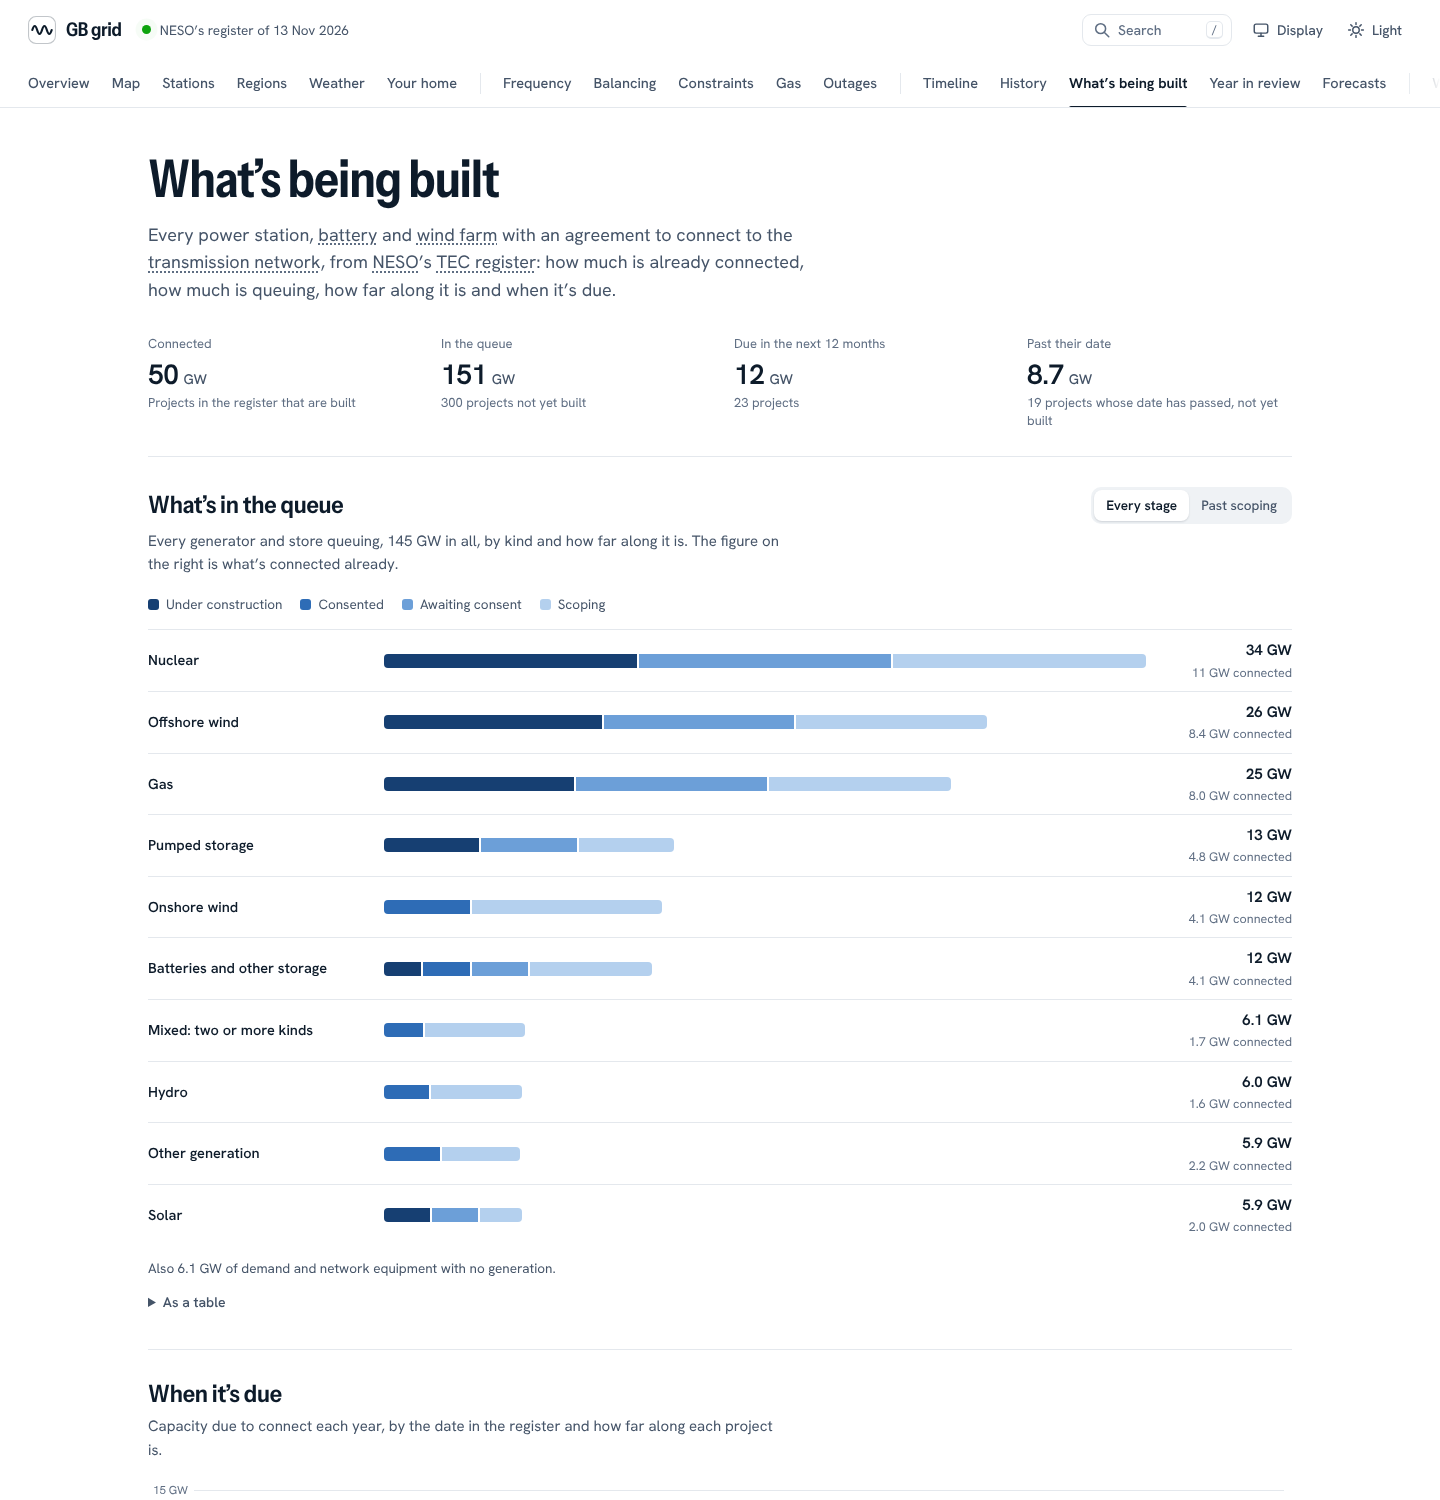 GB grid
NESO’s register of 13 Nov 2026
Search
/
Display
Light
Overview
Map
Stations
Regions
Weather
Your home
Frequency
Balancing
Constraints
Gas
Outages
Timeline
History
What’s being built
Year in review
Forecasts
What’s being built
Every power station, battery and wind farm with an agreement to connect to the
transmission network, from NESO’s TEC register: how much is already connected,
how much is queuing, how far along it is and when it’s due.
Connected
50 GW
Projects in the register that are built
In the queue
151 GW
300 projects not yet built
Due in the next 12 months
12 GW
23 projects
Past their date
8.7 GW
19 projects whose date has passed, not yet
built
What’s in the queue
Every stage
Past scoping
Every generator and store queuing, 145 GW in all, by kind and how far along it is. The figure on
the right is what’s connected already.
Under construction
Consented
Awaiting consent
Scoping
Nuclear
34 GW
11 GW connected
Offshore wind
26 GW
8.4 GW connected
Gas
25 GW
8.0 GW connected
Pumped storage
13 GW
4.8 GW connected
Onshore wind
12 GW
4.1 GW connected
Batteries and other storage
12 GW
4.1 GW connected
Mixed: two or more kinds
6.1 GW
1.7 GW connected
Hydro
6.0 GW
1.6 GW connected
Other generation
5.9 GW
2.2 GW connected
Solar
5.9 GW
2.0 GW connected
Also 6.1 GW of demand and network equipment with no generation.
As a table
When it’s due
Capacity due to connect each year, by the date in the register and how far along each project
is.
15 GW